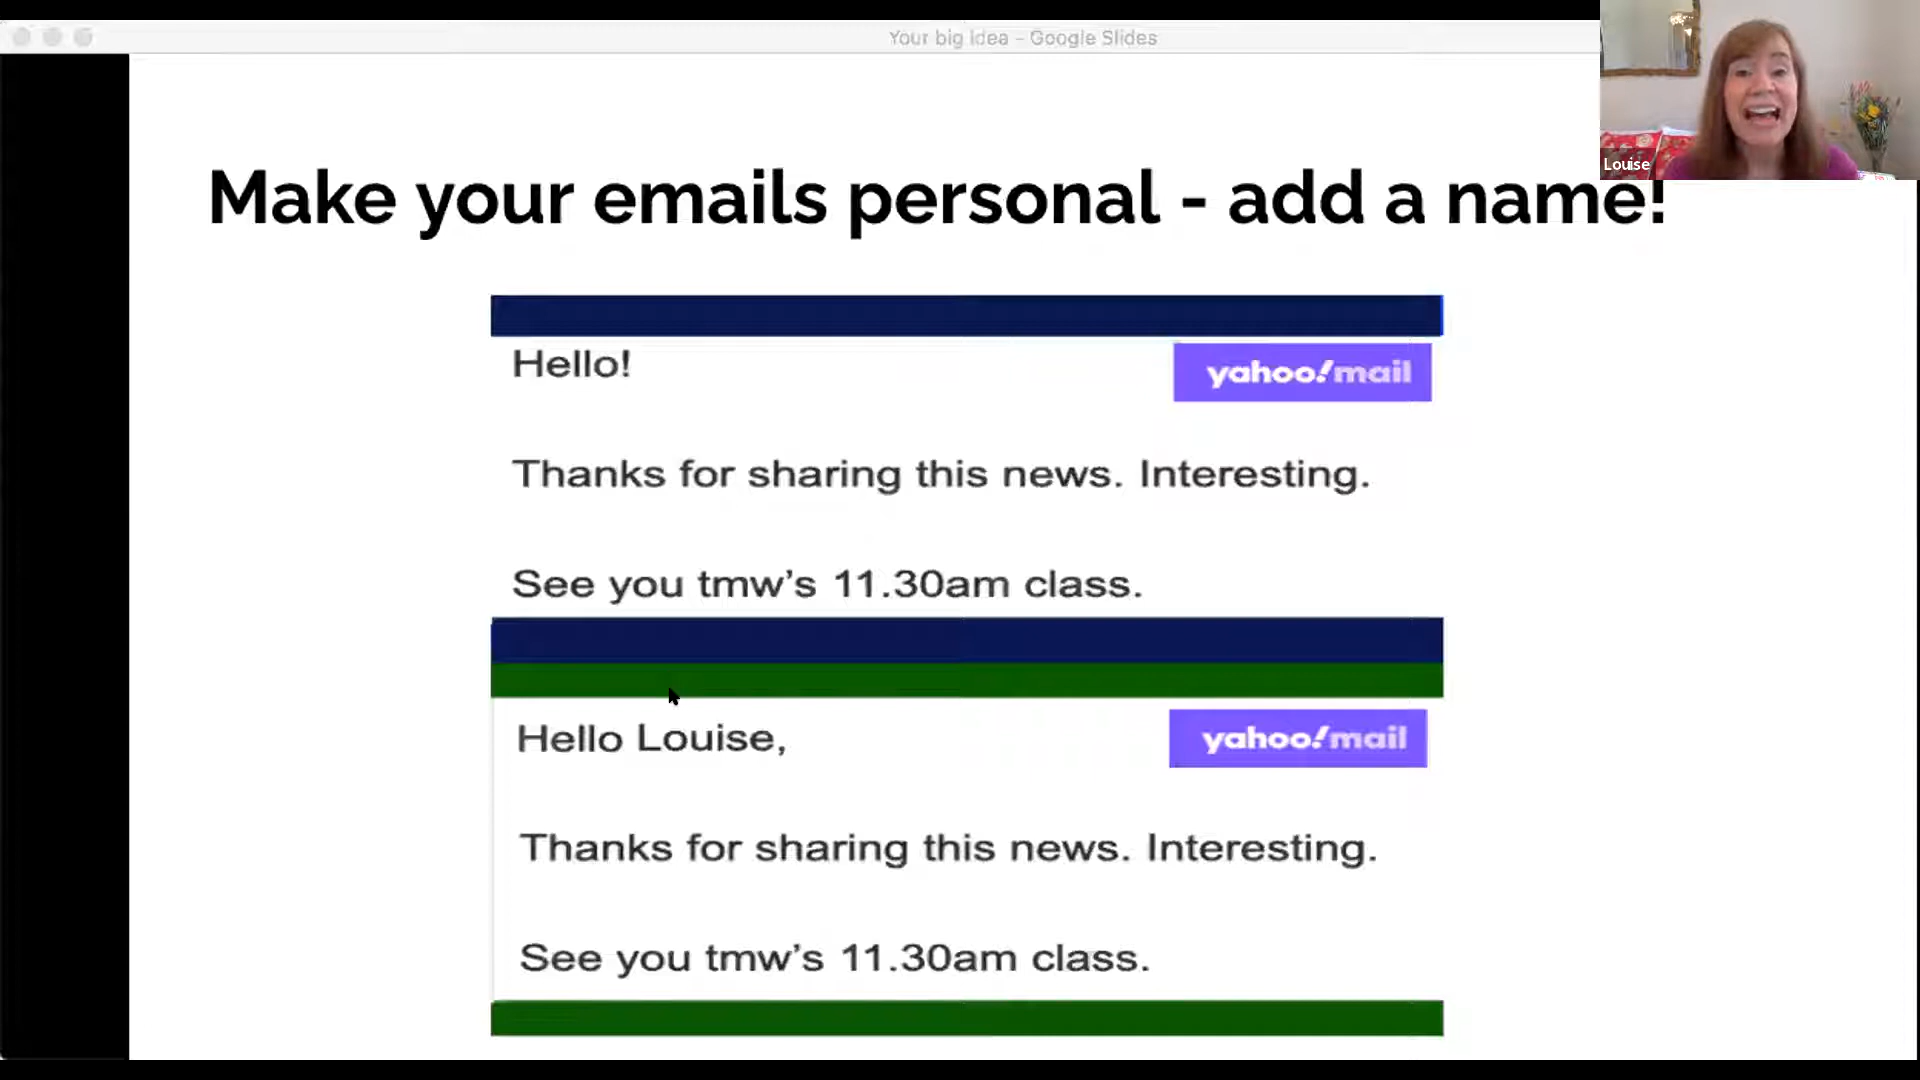 Your big idea - Google Slides
Louise
Make your emails personal - add a name!
Hello!
yahoo!mail
Thanks for sharing this news. Interesting.
See you tmw’s 11.30am class.
Hello Louise,
yahoo!mail
Thanks for sharing this news. Interesting.
See you tmw’s 11.30am class.